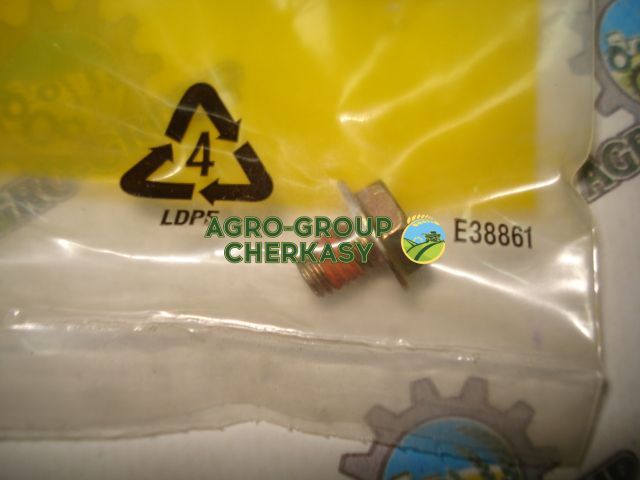 4
LDPE
AGRO-GROUP
CHERKASY
E38861